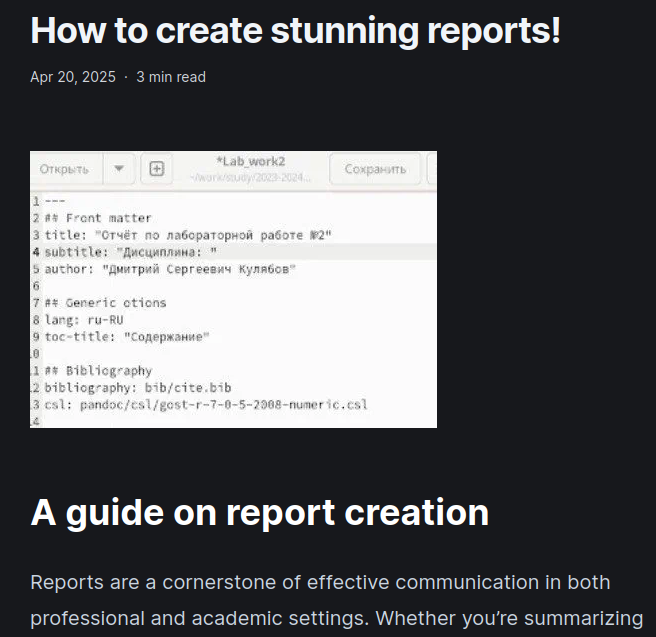 How to create stunning reports!
Apr 20, 2025 · 3 min read
Открыть
*Lab_work2
~/work/study/2023-2024...
Сохранить
1 ---
2 ## Front matter
3 title: "Отчёт по лабораторной работе №2"
4 subtitle: "Дисциплина: "
5 author: "Дмитрий Сергеевич Кулябов"
6
7 ## Generic otions
8 lang: ru-RU
9 toc-title: "Содержание"
.0
.1 ## Bibliography
.2 bibliography: bib/cite.bib
.3 csl: pandoc/csl/gost-r-7-0-5-2008-numeric.csl
.4
A guide on report creation
Reports are a cornerstone of effective communication in both
professional and academic settings. Whether you’re summarizing